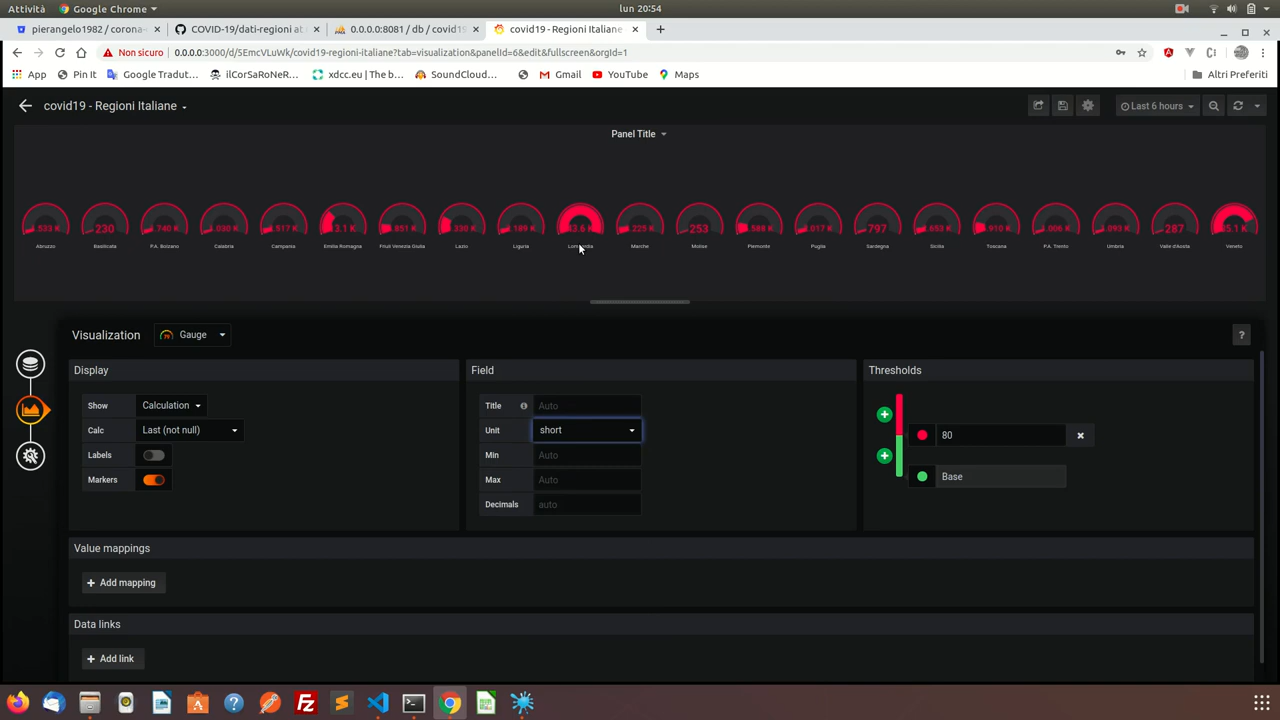 Attività
Google Chrome
lun 20:54
pierangelo1982 / corona-
COVID-19/dati-regioni at
0.0.0.0:8081 / db / covid19
covid19 - Regioni Italiane
Non sicuro 0.0.0.0:3000/d/5EmcVLuWk/covid19-regioni-italiane?tab=visualization&panelId=6&edit&fullscreen&orgId=1
App
Pin It
Google Tradut...
ilCorSaRoNeR...
xdcc.eu | The b...
SoundCloud...
Gmail
YouTube
Maps
Altri Preferiti
covid19 - Regioni Italiane
Last 6 hours
Panel Title
230
253
797
287
Abruzzo
Basilicata
P.A. Bolzano
Calabria
Campania
Emilia Romagna
Friuli Venezia Giulia
Lazio
Liguria
Marche
Molise
Piemonte
Puglia
Sardegna
Sicilia
Toscana
P.A. Trento
Umbria
Valle d'Aosta
Veneto
Visualization
Gauge
?
Display
Field
Thresholds
Show
Calculation
Title
Auto
Calc
Last (not null)
Unit
short
80
Labels
Min
Auto
Markers
Max
Auto
Base
Decimals
auto
Value mappings
+ Add mapping
Data links
+ Add link